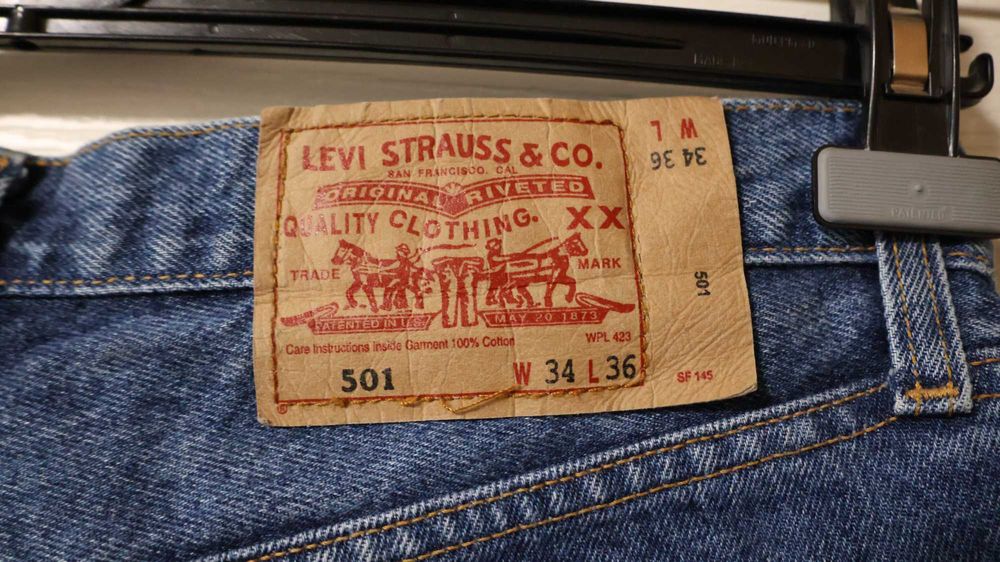 LEVI STRAUSS & CO.
SAN FRANCISCO. CAL
ORIGINAL RIVETED
QUALITY CLOTHING. XX
TRADE MARK
PATENTED IN U.S. MAY 20 1873
Care Instructions Inside Garment 100% Cotton WPL 423
501 W 34 L 36
SF 145
®
W L
34 36
501
PATENTED